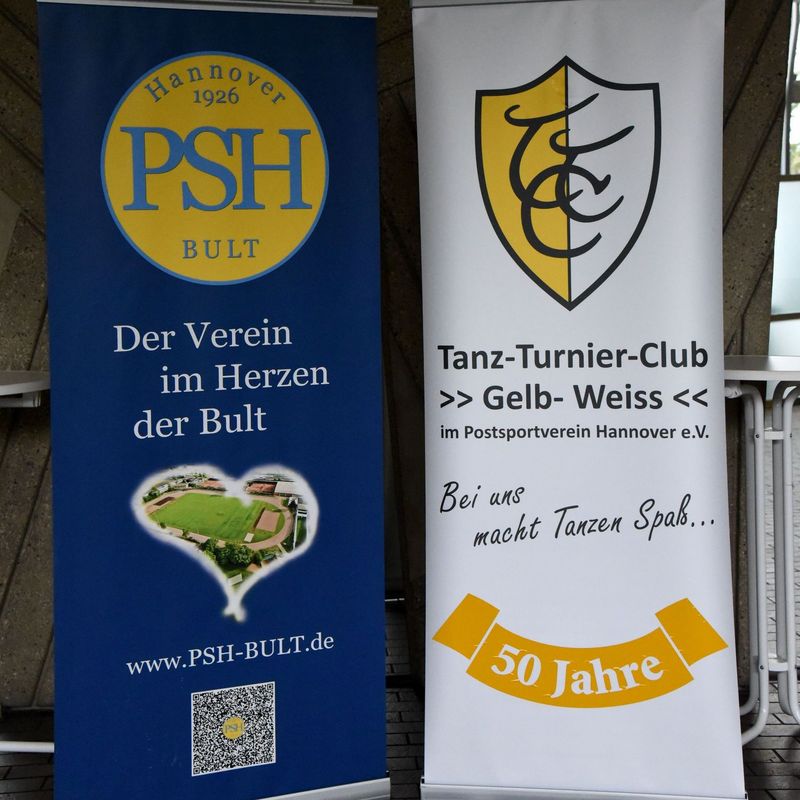 Hannover
1926
PSH
BULT
Der Verein
im Herzen
der Bult
www.PSH-BULT.de
PSH
TTC
Tanz-Turnier-Club
>> Gelb- Weiss <<
im Postsportverein Hannover e.V.
Bei uns
macht Tanzen Spaß...
50 Jahre